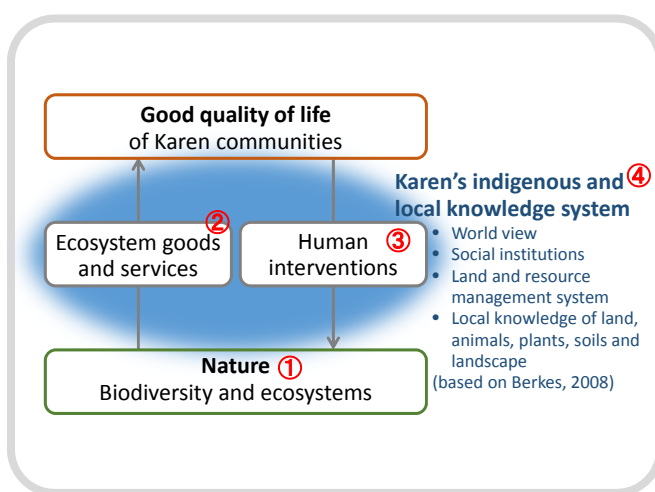 Good quality of life
of Karen communities
Ecosystem goods ②
and services
Human ③
interventions
Nature ①
Biodiversity and ecosystems
Karen’s indigenous and ④
local knowledge system
• World view
• Social institutions
• Land and resource
management system
• Local knowledge of land,
animals, plants, soils and
landscape
(based on Berkes, 2008)